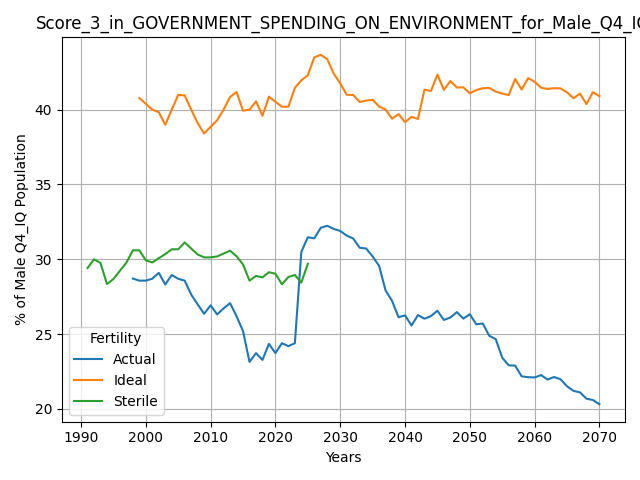 Score_3_in_GOVERNMENT_SPENDING_ON_ENVIRONMENT_for_Male_Q4_IQ
% of Male Q4_IQ Population
40
35
30
25
20
Fertility
Actual
Ideal
Sterile
1990 2000 2010 2020 2030 2040 2050 2060 2070
Years